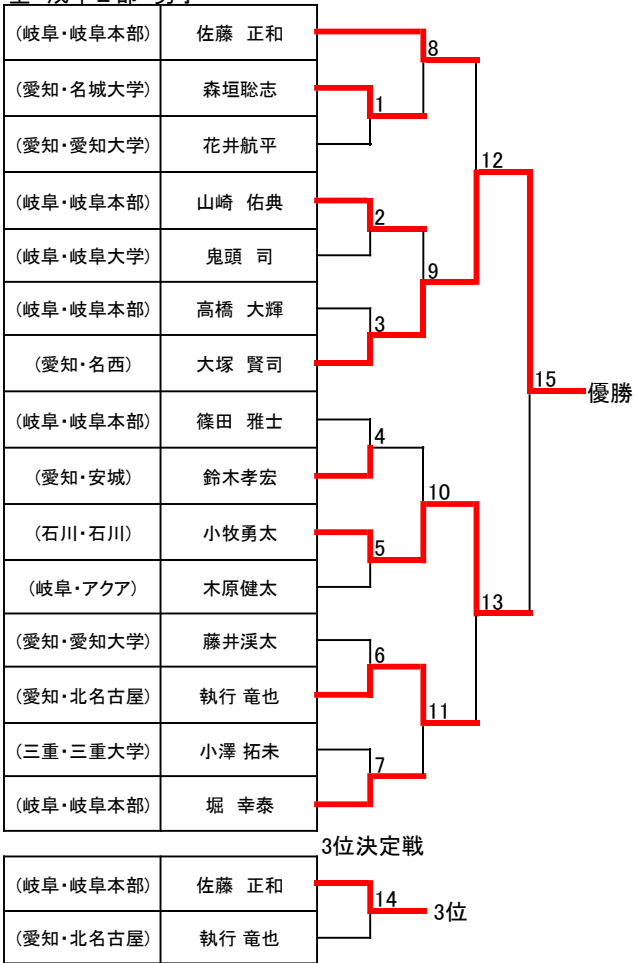 (岐阜・岐阜本部) 佐藤 正和
8
(愛知・名城大学) 森垣聡志
1
(愛知・愛知大学) 花井航平
12
(岐阜・岐阜本部) 山崎 佑典
2
(岐阜・岐阜大学) 鬼頭 司
9
(岐阜・岐阜本部) 高橋 大輝
3
(愛知・名西) 大塚 賢司
15 優勝
(岐阜・岐阜本部) 篠田 雅士
4
(愛知・安城) 鈴木孝宏
10
(石川・石川) 小牧勇太
5
(岐阜・アクア) 木原健太
13
(愛知・愛知大学) 藤井渓太
6
(愛知・北名古屋) 執行 竜也
11
(三重・三重大学) 小澤 拓未
7
(岐阜・岐阜本部) 堀 幸泰
3位決定戦
(岐阜・岐阜本部) 佐藤 正和
14 3位
(愛知・北名古屋) 執行 竜也